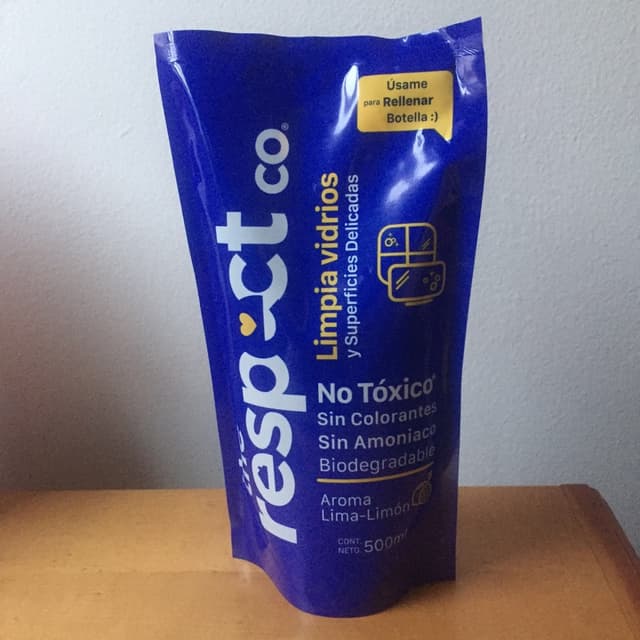 the respect co.®
Limpia vidrios
y Superficies Delicadas
Úsame
para Rellenar
Botella :)
No Tóxico*
Sin Colorantes
Sin Amoniaco
Biodegradable
Aroma
Lima-Limón
CONT.
NETO. 500ml